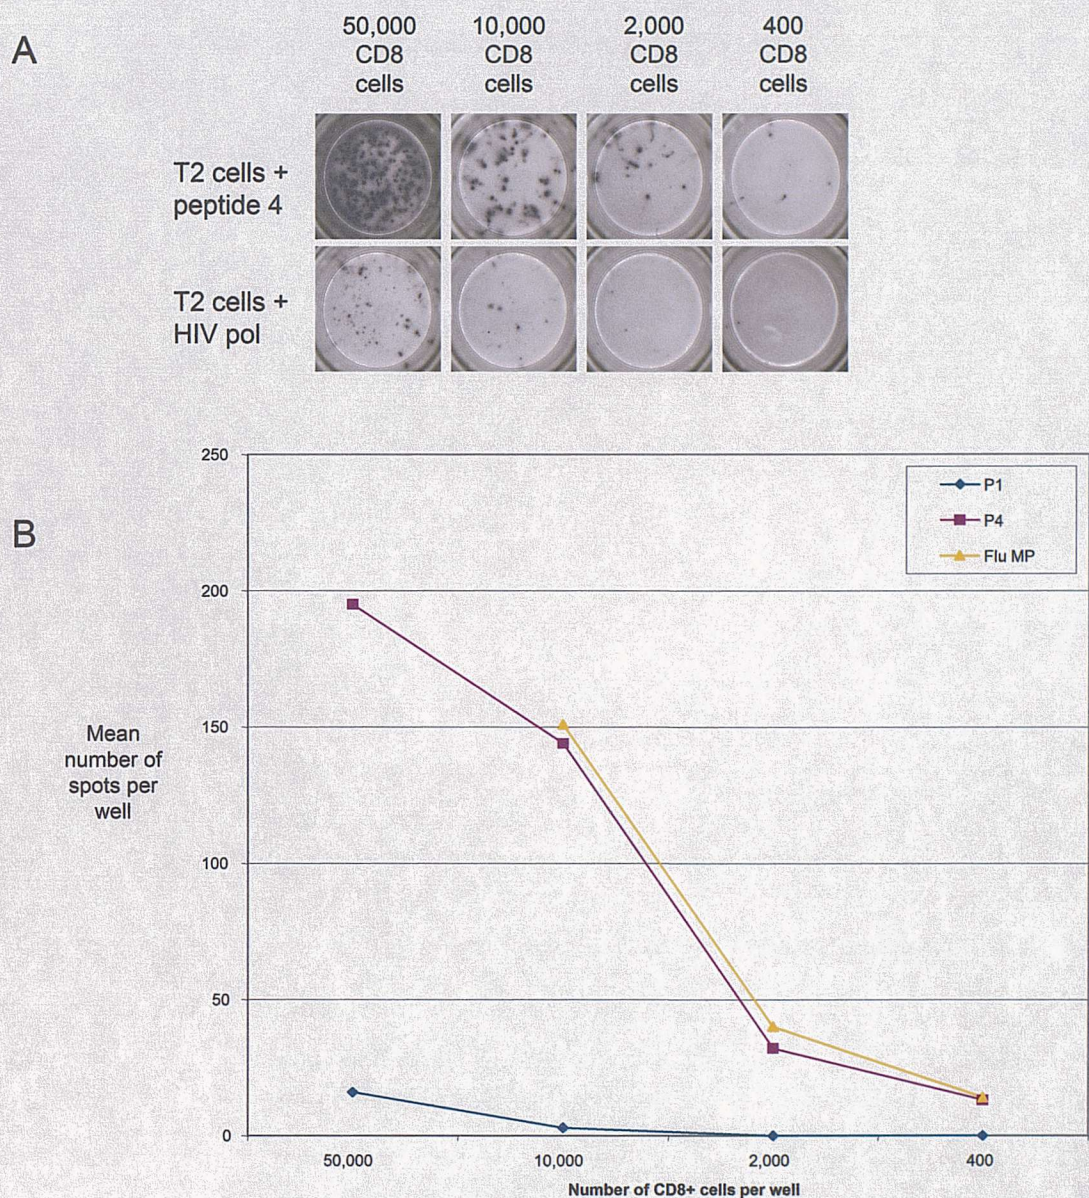 A
50,000
CD8
cells
10,000
CD8
cells
2,000
CD8
cells
400
CD8
cells
T2 cells +
peptide 4
T2 cells +
HIV pol
B
250
200
150
100
50
0
Mean
number of
spots per
well
P1
P4
Flu MP
50,000
10,000
2,000
400
Number of CD8+ cells per well